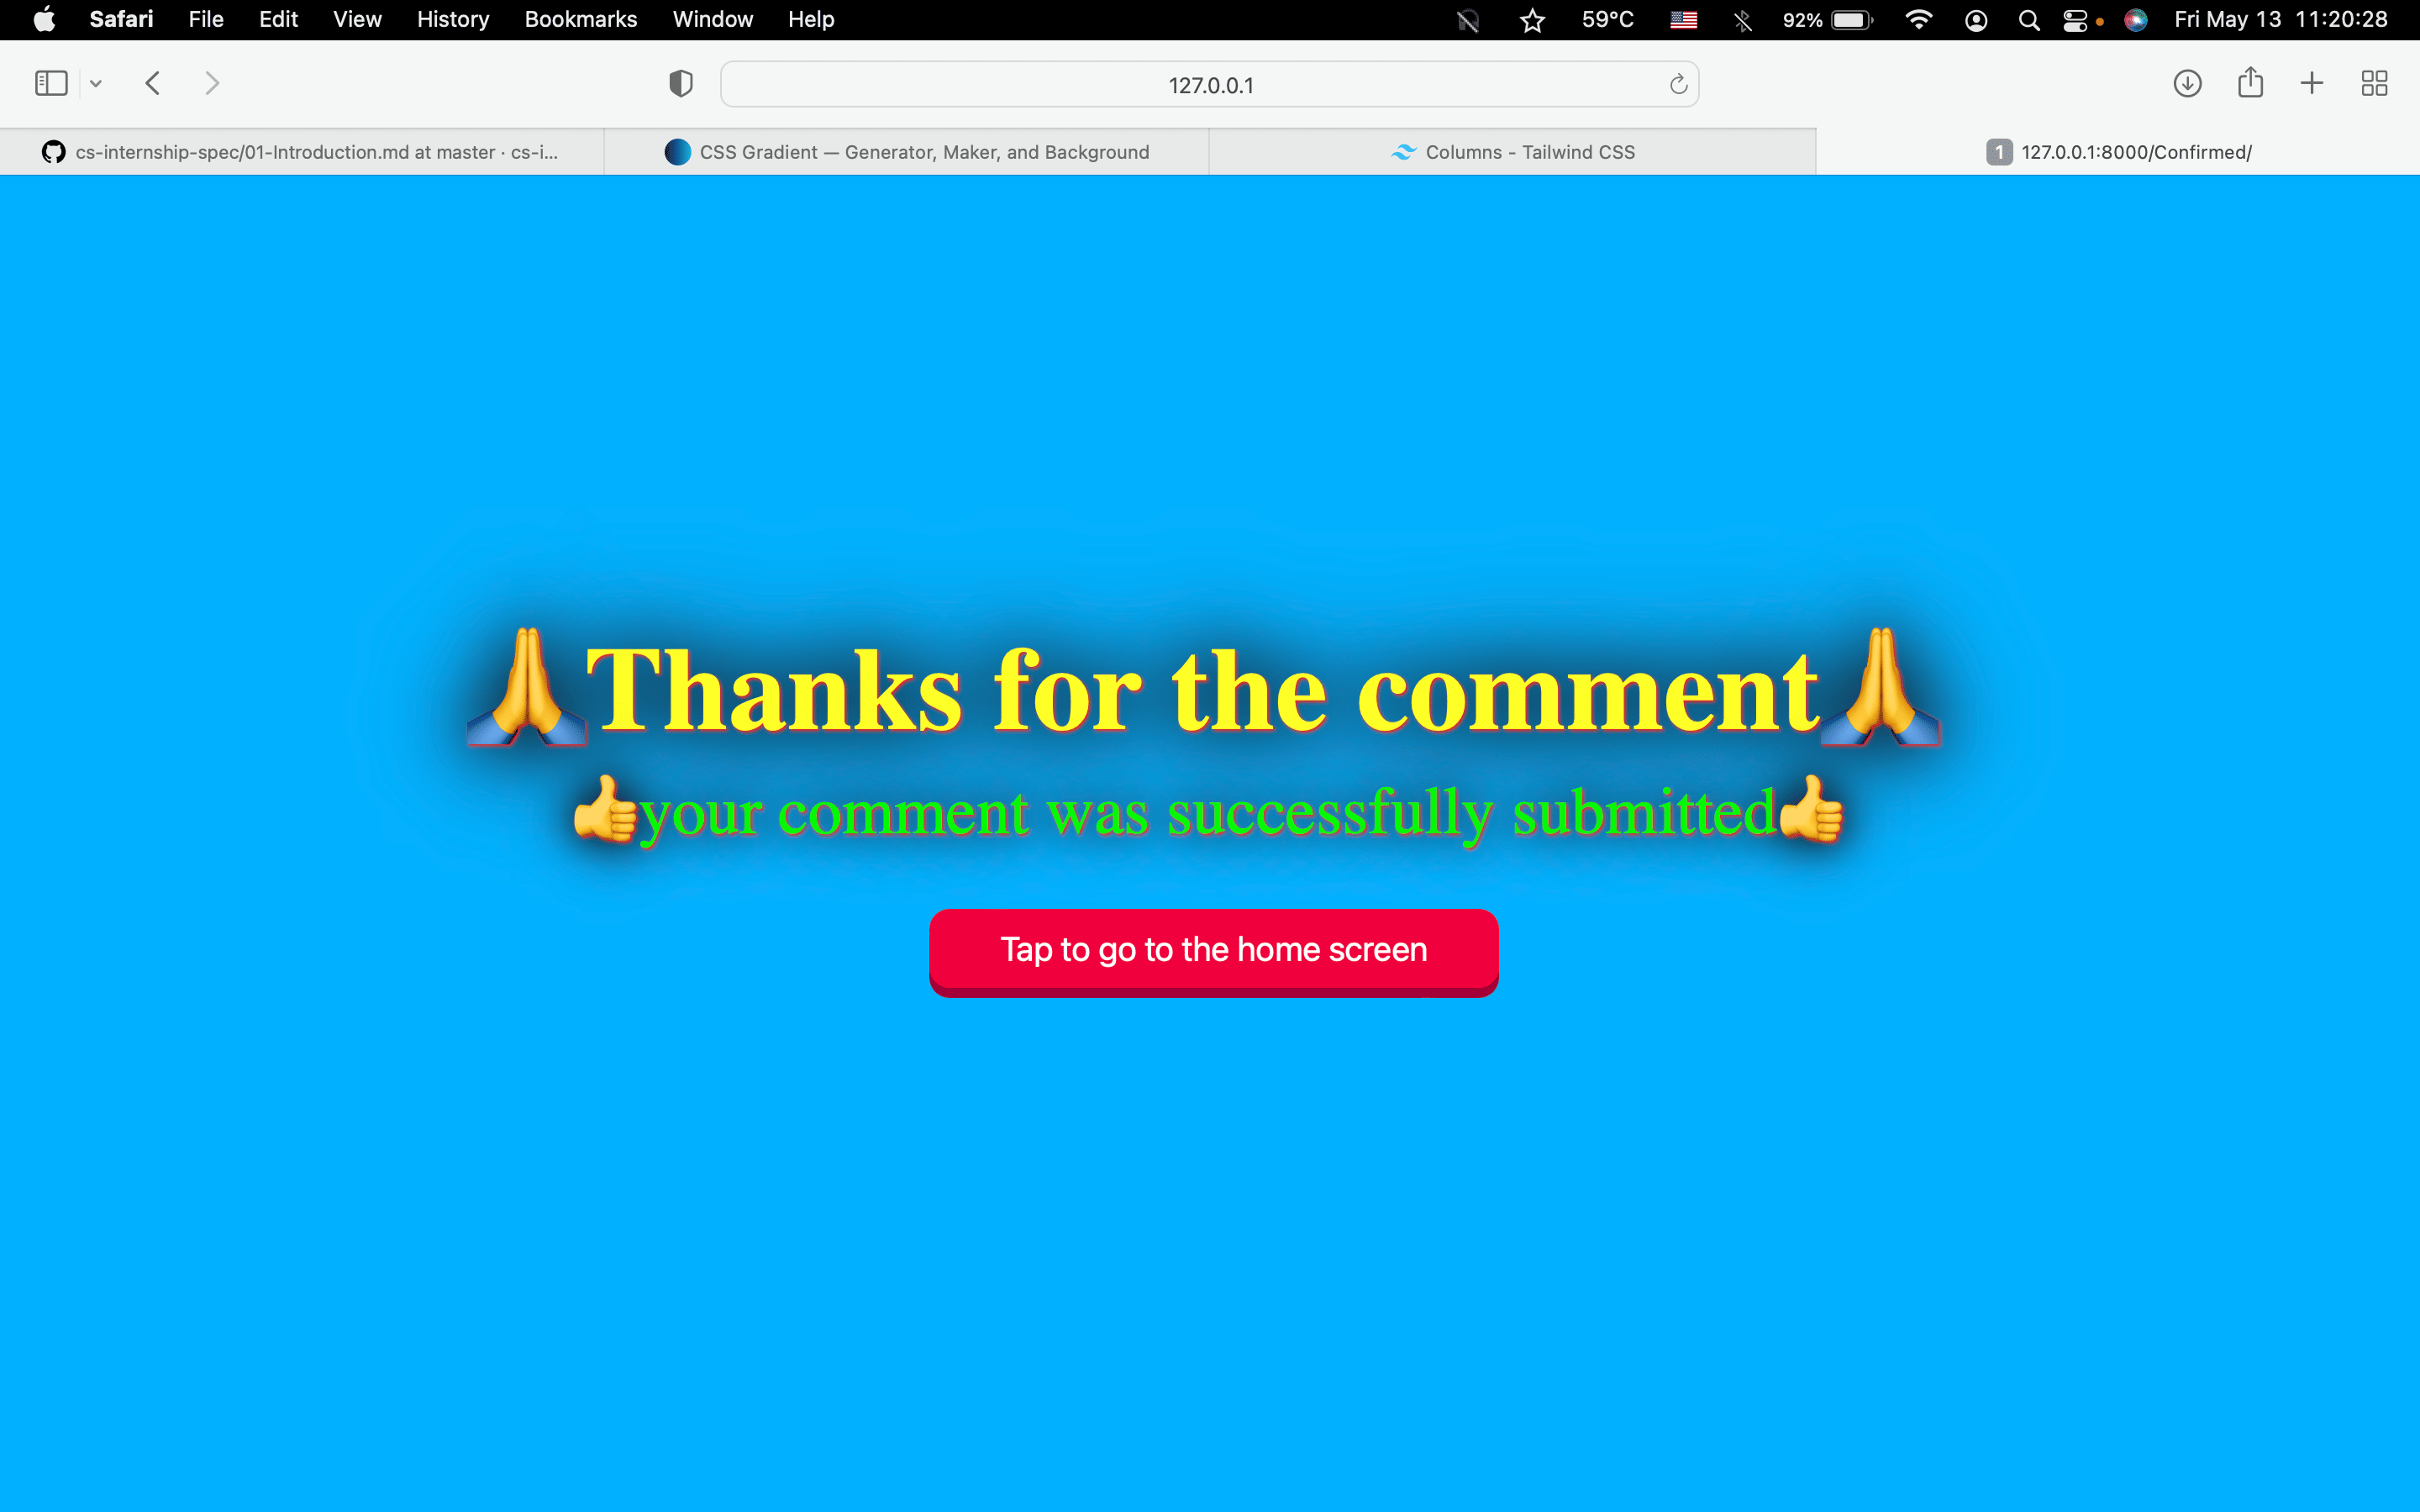 Safari File Edit View History Bookmarks Window Help 59°C 92% Fri May 13 11:20:28
127.0.0.1
cs-internship-spec/01-Introduction.md at master · cs-i... CSS Gradient — Generator, Maker, and Background Columns - Tailwind CSS 1 127.0.0.1:8000/Confirmed/
🙏Thanks for the comment🙏
👍your comment was successfully submitted👍
Tap to go to the home screen